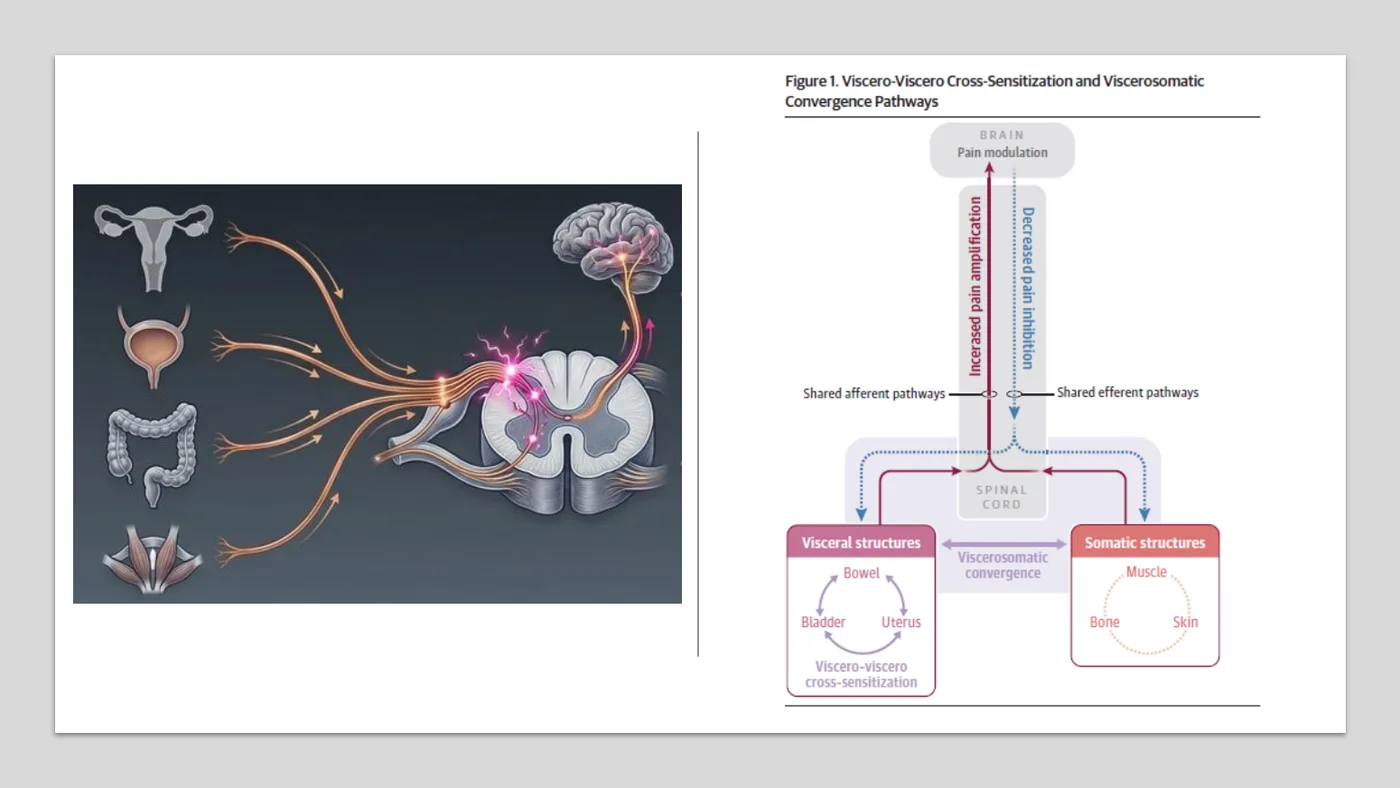 Figure 1. Viscero-Viscero Cross-Sensitization and Viscerosomatic
Convergence Pathways
BRAIN
Pain modulation
Incerased pain amplification
Decreased pain inhibition
Shared afferent pathways
Shared efferent pathways
SPINAL
CORD
Visceral structures
Viscerosomatic
convergence
Somatic structures
Bowel
Bladder
Uterus
Viscero-viscero
cross-sensitization
Muscle
Bone
Skin